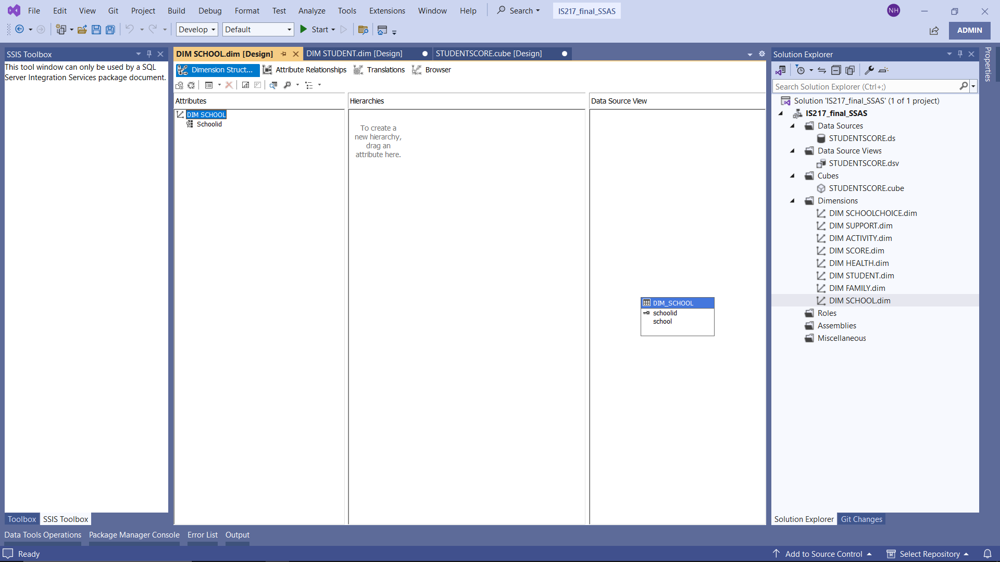 File Edit View Git Project Build Debug Format Test Analyze Tools Extensions Window Help Search IS217_final_SSAS NH
Develop Default Start ADMIN
SSIS Toolbox
This tool window can only be used by a SQL
Server Integration Services package document.
Toolbox SSIS Toolbox
DIM SCHOOL.dim [Design] DIM STUDENT.dim [Design] STUDENTSCORE.cube [Design]
Dimension Struct... Attribute Relationships Translations Browser
Attributes Hierarchies Data Source View
DIM SCHOOL
Schoolid
To create a
new hierarchy,
drag an
attribute here.
DIM_SCHOOL
schoolid
school
Solution Explorer
Search Solution Explorer (Ctrl+;)
Solution 'IS217_final_SSAS' (1 of 1 project)
IS217_final_SSAS
Data Sources
STUDENTSCORE.ds
Data Source Views
STUDENTSCORE.dsv
Cubes
STUDENTSCORE.cube
Dimensions
DIM SCHOOLCHOICE.dim
DIM SUPPORT.dim
DIM ACTIVITY.dim
DIM SCORE.dim
DIM HEALTH.dim
DIM STUDENT.dim
DIM FAMILY.dim
DIM SCHOOL.dim
Roles
Assemblies
Miscellaneous
Solution Explorer Git Changes
Properties
Data Tools Operations Package Manager Console Error List Output
Ready Add to Source Control Select Repository